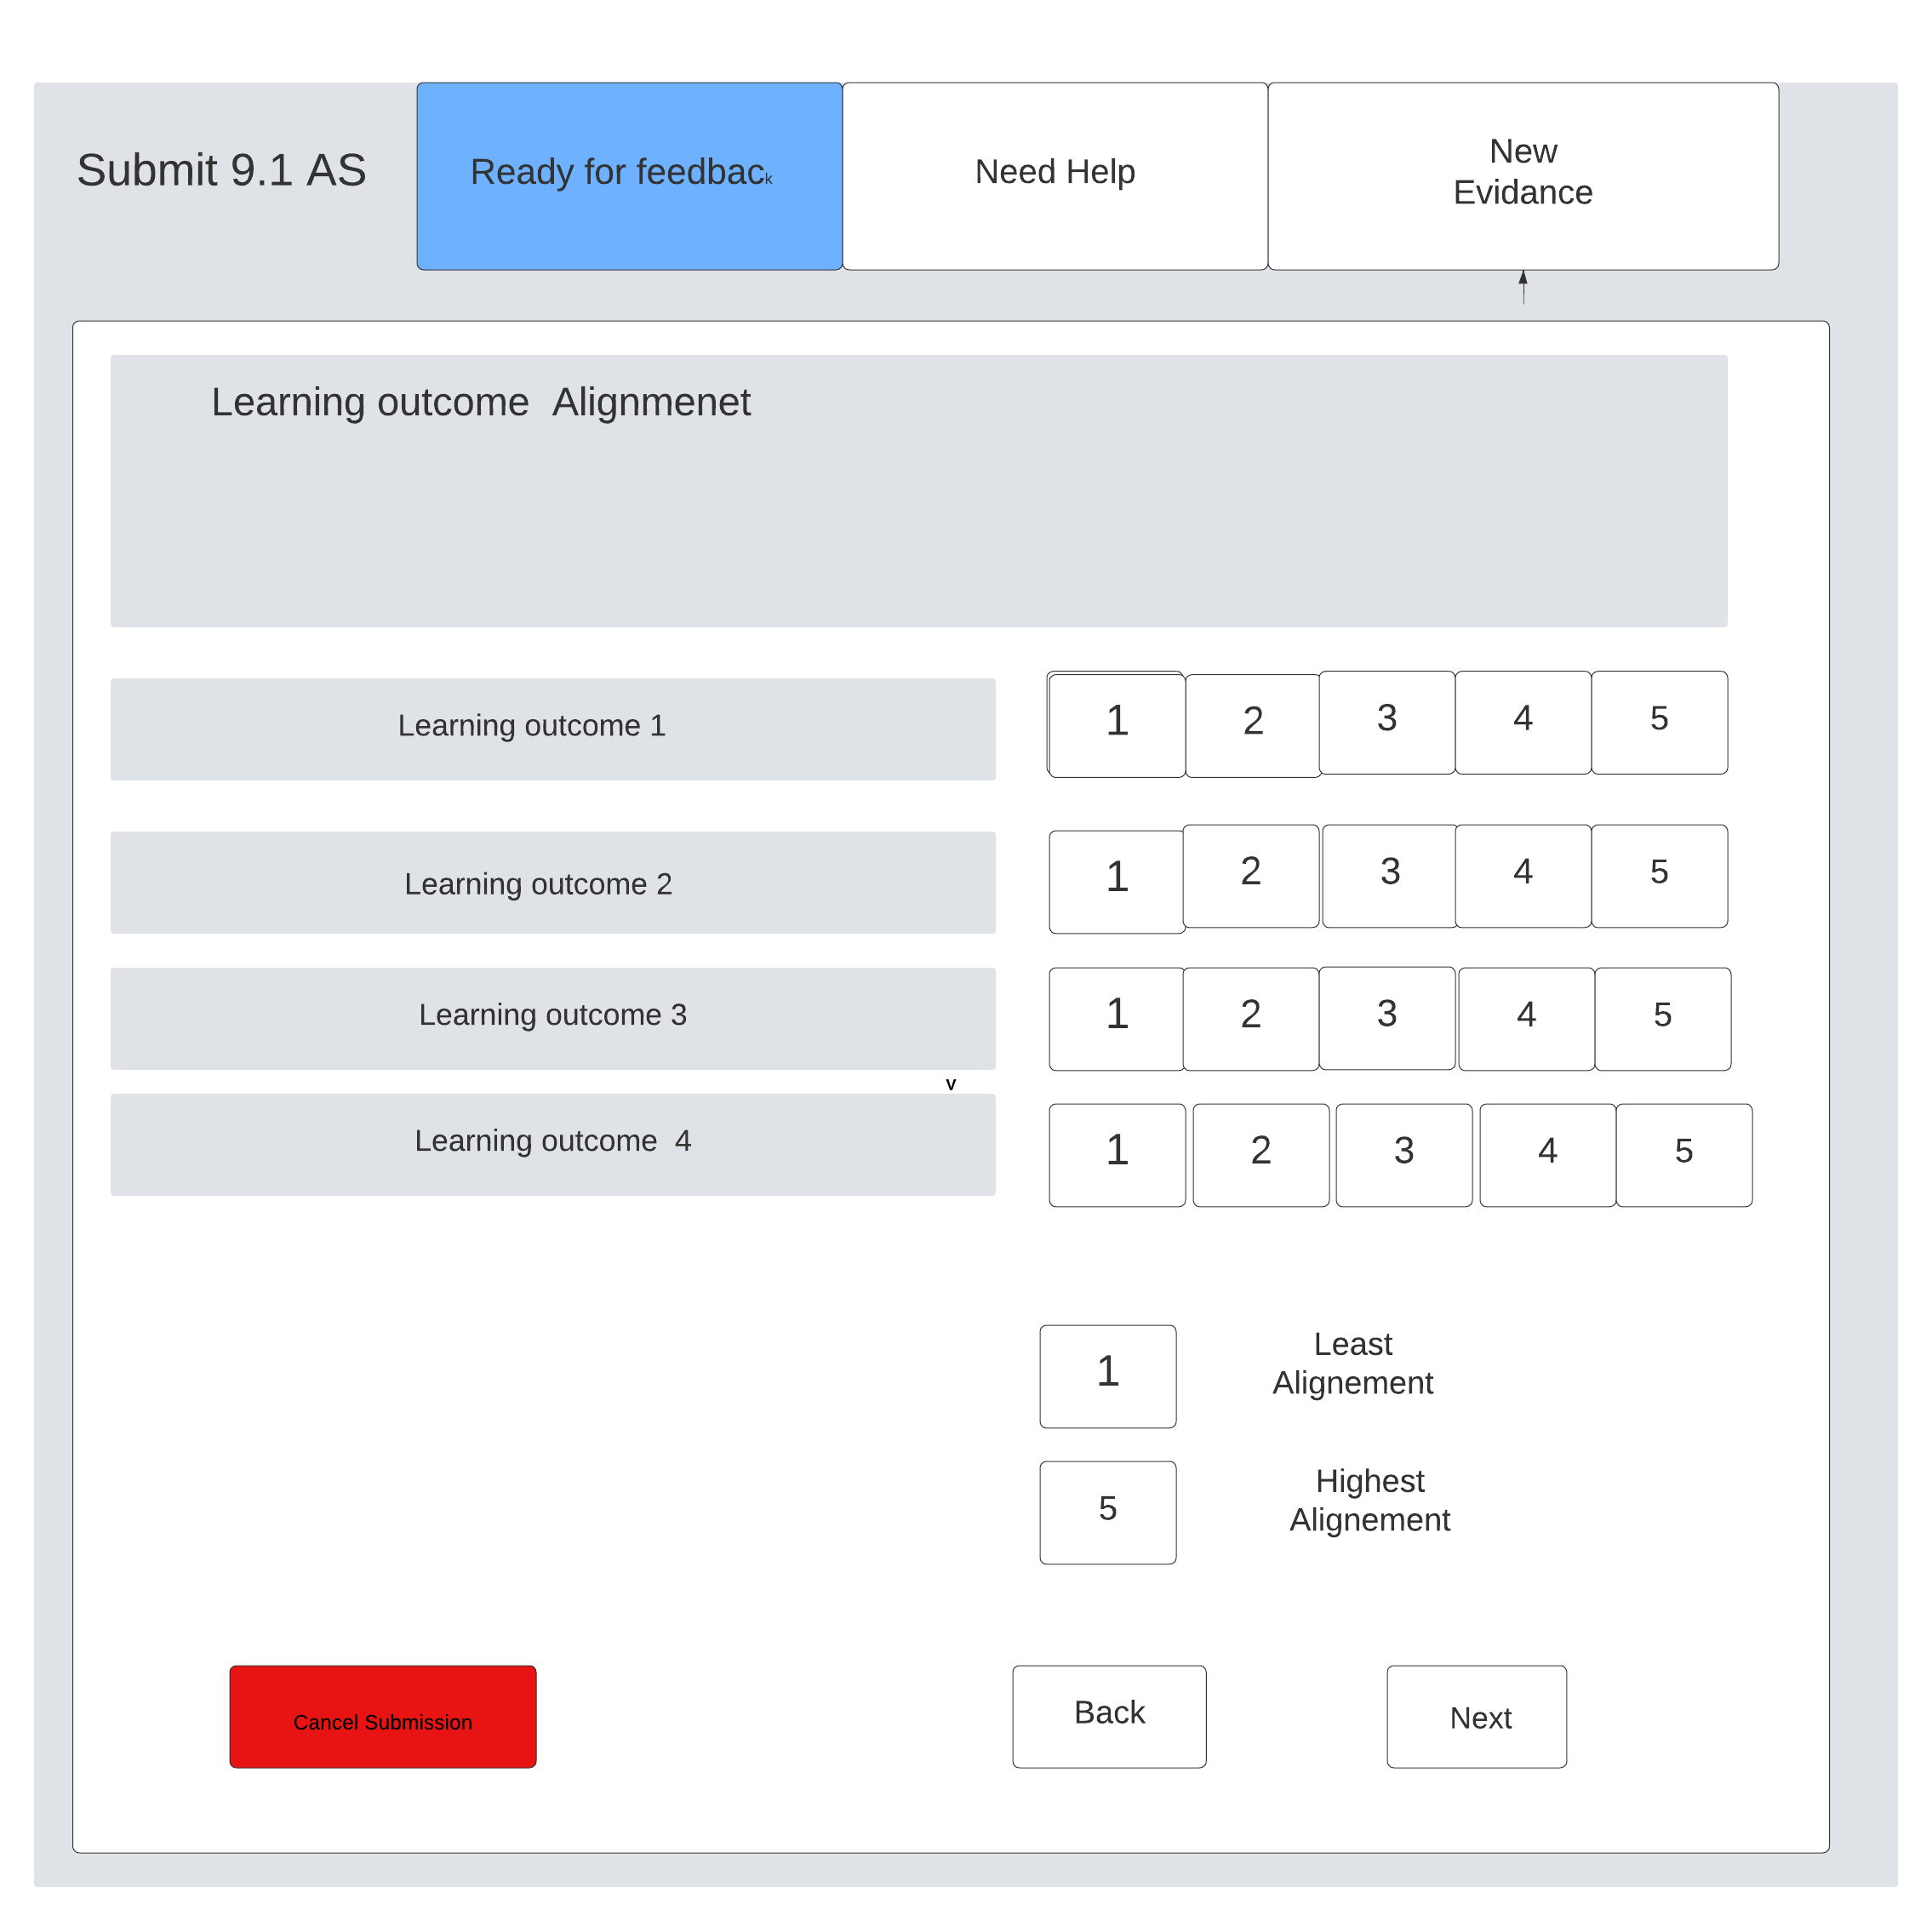 Submit 9.1 AS
Ready for feedback
Need Help
New
Evidance
Learning outcome  Alignmenet
Learning outcome 1
1 2 3 4 5
Learning outcome 2
1 2 3 4 5
Learning outcome 3
1 2 3 4 5
v
Learning outcome  4
1 2 3 4 5
1
Least
Alignement
5
Highest
Alignement
Cancel Submission
Back
Next